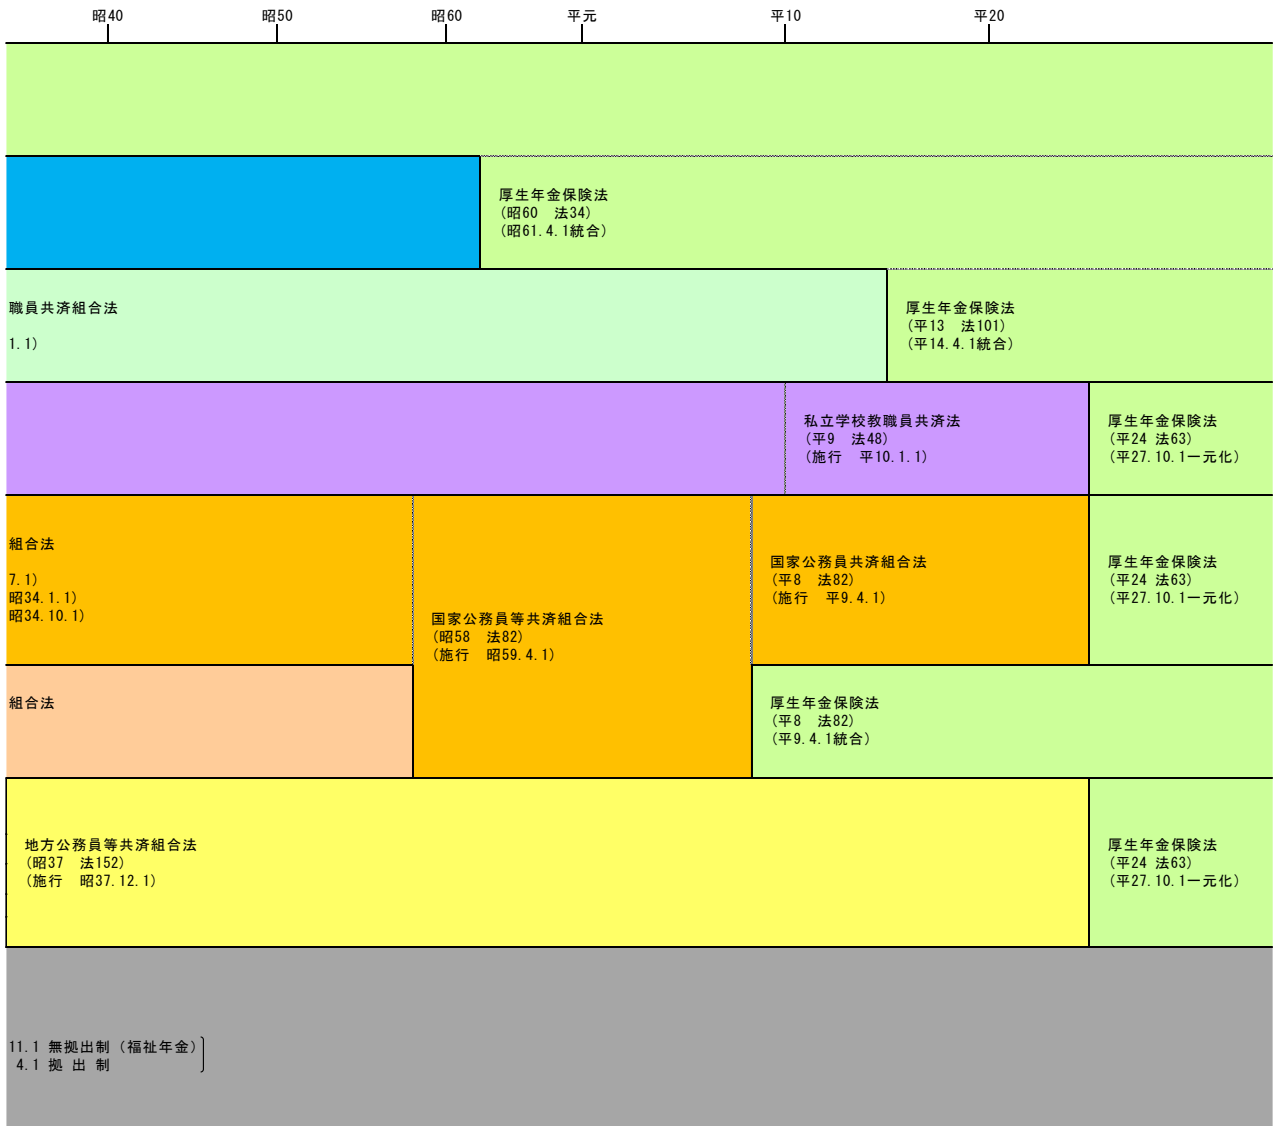 昭40
昭50
昭60
平元
平10
平20
厚生年金保険法
(昭60　法34)
(昭61.4.1統合)
職員共済組合法
1.1)
厚生年金保険法
(平13　法101)
(平14.4.1統合)
私立学校教職員共済法
(平9　法48)
(施行　平10.1.1)
厚生年金保険法
(平24 法63)
(平27.10.1一元化)
組合法
7.1)
昭34.1.1)
昭34.10.1)
国家公務員等共済組合法
(昭58　法82)
(施行　昭59.4.1)
国家公務員共済組合法
(平8　法82)
(施行　平9.4.1)
厚生年金保険法
(平24 法63)
(平27.10.1一元化)
組合法
厚生年金保険法
(平8　法82)
(平9.4.1統合)
地方公務員等共済組合法
(昭37　法152)
(施行　昭37.12.1)
厚生年金保険法
(平24 法63)
(平27.10.1一元化)
11.1 無拠出制（福祉年金）
4.1 拠 出 制